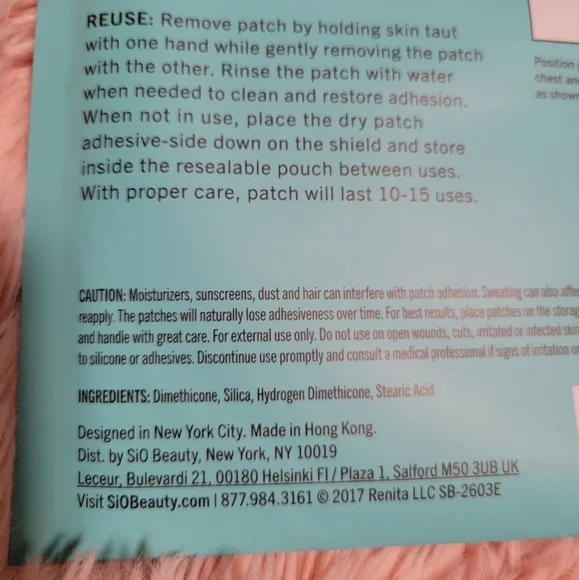 REUSE: Remove patch by holding skin taut
with one hand while gently removing the patch
with the other. Rinse the patch with water
when needed to clean and restore adhesion.
When not in use, place the dry patch
adhesive-side down on the shield and store
inside the resealable pouch between uses.
With proper care, patch will last 10-15 uses.
Position
chest and
as shown
CAUTION: Moisturizers, sunscreens, dust and hair can interfere with patch adhesion. Sweating can also
reapply. The patches will naturally lose adhesiveness over time. For best results, place patches on the
and handle with great care. For external use only. Do not use on open wounds, cuts, irritated or infected
to silicone or adhesives. Discontinue use promptly and consult a medical professional if signs of irritation
INGREDIENTS: Dimethicone, Silica, Hydrogen Dimethicone, Stearic Acid
Designed in New York City. Made in Hong Kong.
Dist. by SiO Beauty, New York, NY 10019
Leceur, Bulevardi 21, 00180 Helsinki FI / Plaza 1, Salford M50 3UB UK
Visit SiOBeauty.com | 877.984.3161 © 2017 Renita LLC SB-2603E